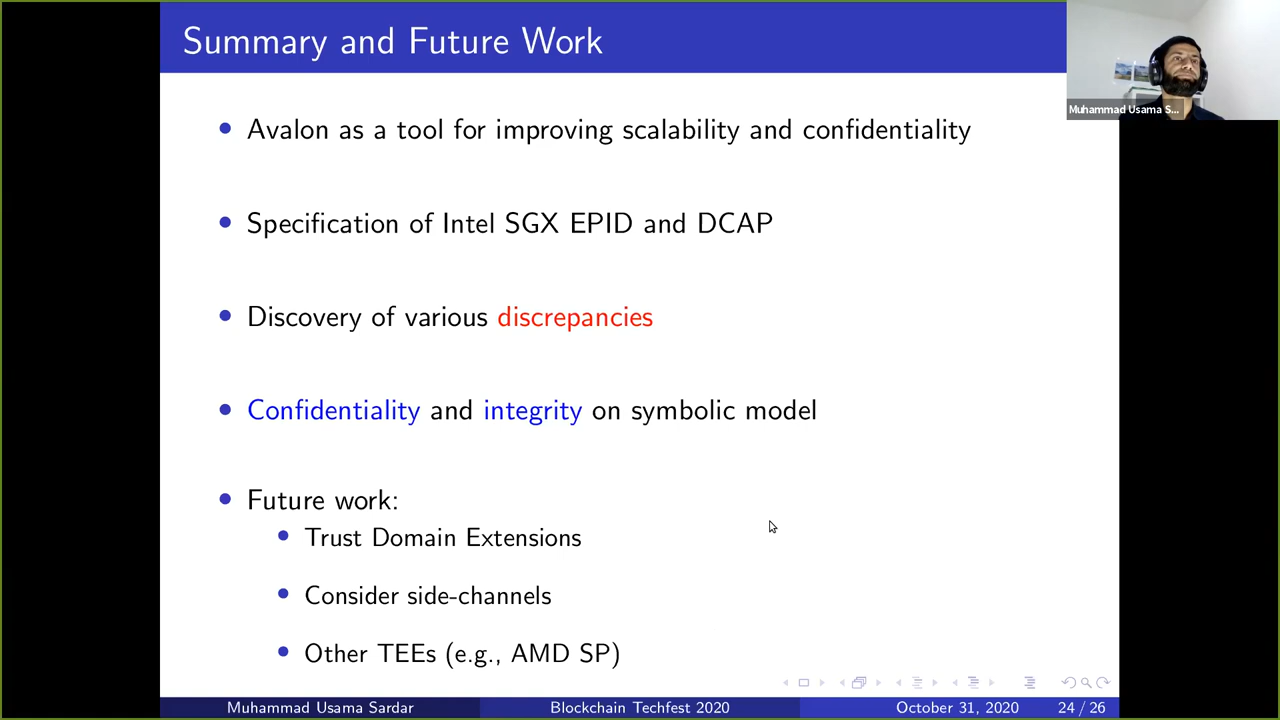 Summary and Future Work
Muhammad Usama S...
Avalon as a tool for improving scalability and confidentiality
Specification of Intel SGX EPID and DCAP
Discovery of various discrepancies
Confidentiality and integrity on symbolic model
Future work:
Trust Domain Extensions
Consider side-channels
Other TEEs (e.g., AMD SP)
Muhammad Usama Sardar Blockchain Techfest 2020 October 31, 2020 24 / 26